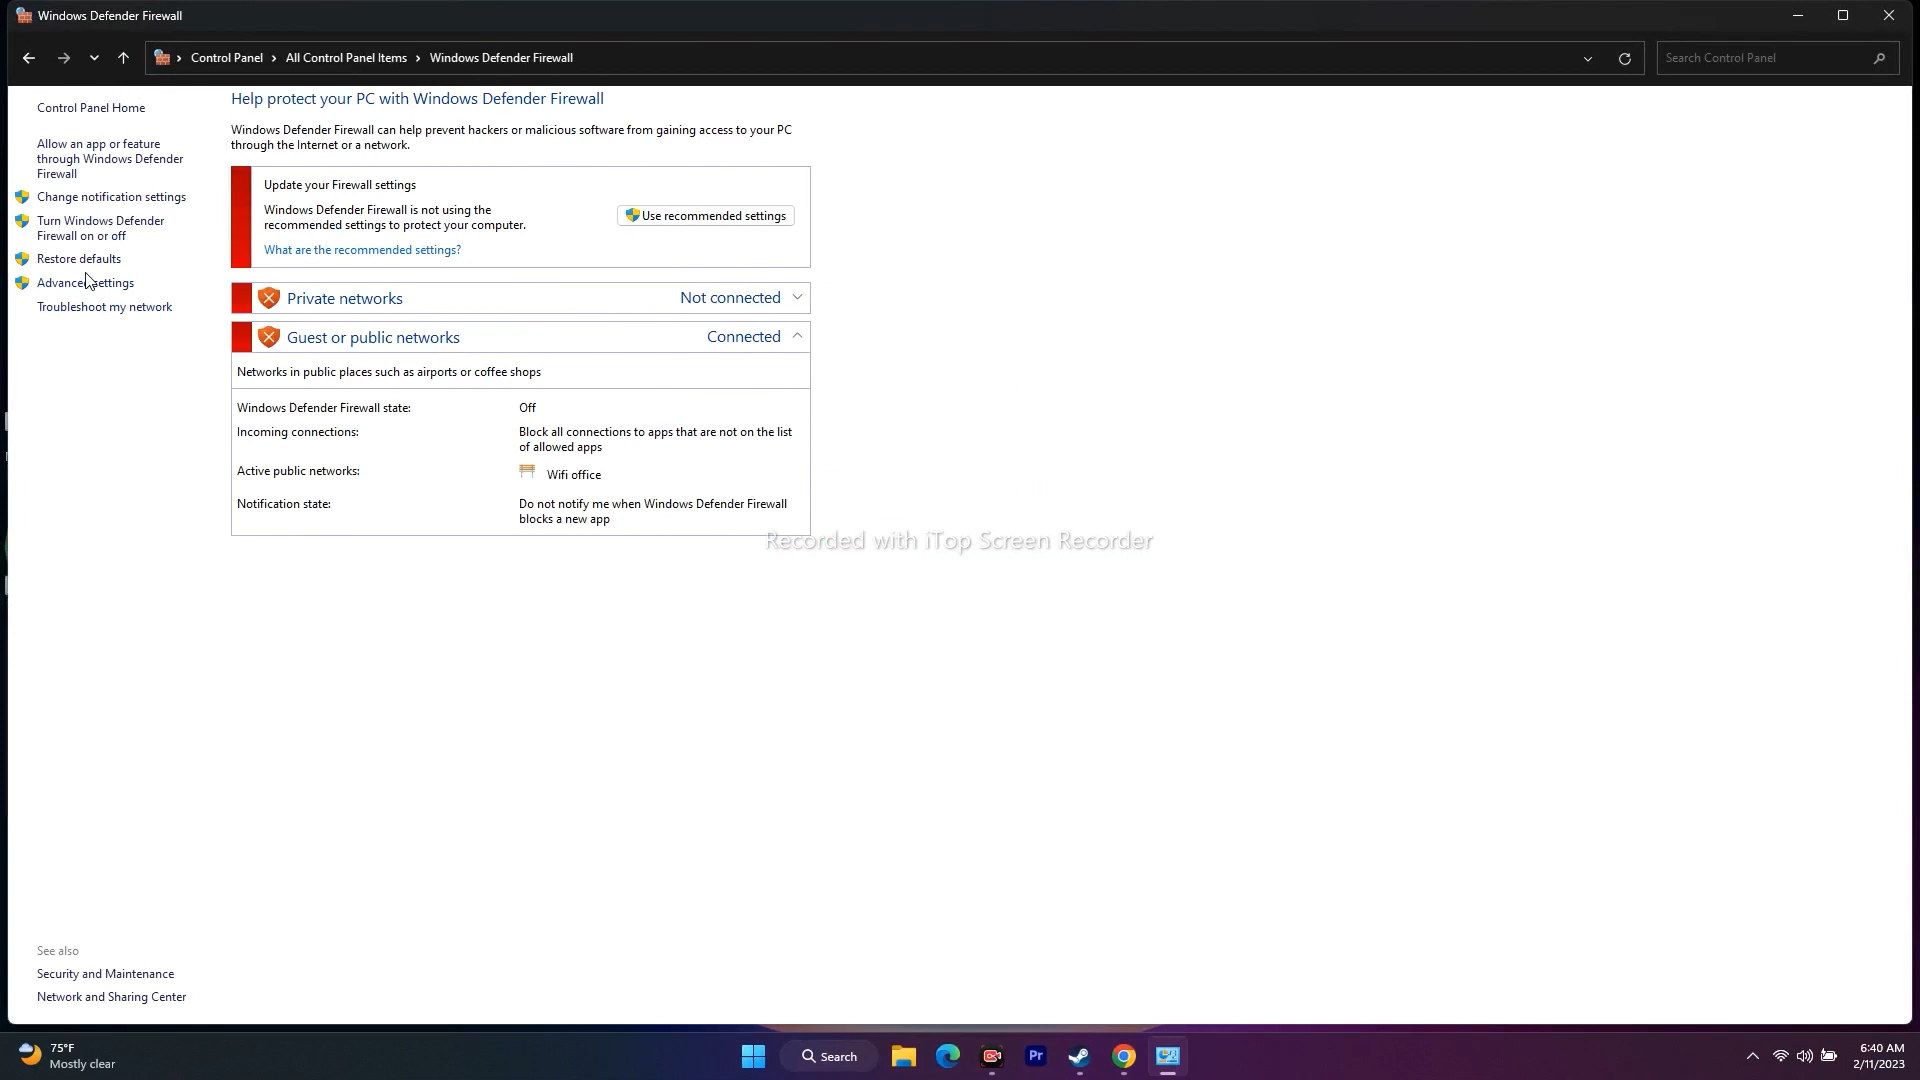 Windows Defender Firewall
Control Panel
All Control Panel Items
Windows Defender Firewall
Search Control Panel
Control Panel Home
Allow an app or feature
through Windows Defender
Firewall
Change notification settings
Turn Windows Defender
Firewall on or off
Restore defaults
Advanced settings
Troubleshoot my network
Help protect your PC with Windows Defender Firewall
Windows Defender Firewall can help prevent hackers or malicious software from gaining access to your PC
through the Internet or a network.
Update your Firewall settings
Windows Defender Firewall is not using the
recommended settings to protect your computer.
Use recommended settings
What are the recommended settings?
Private networks Not connected
Guest or public networks Connected
Networks in public places such as airports or coffee shops
Windows Defender Firewall state: Off
Incoming connections: Block all connections to apps that are not on the list
of allowed apps
Active public networks: Wifi office
Notification state: Do not notify me when Windows Defender Firewall
blocks a new app
Recorded with iTop Screen Recorder
See also
Security and Maintenance
Network and Sharing Center
75°F
Mostly clear
Search
Pr
6:40 AM
2/11/2023